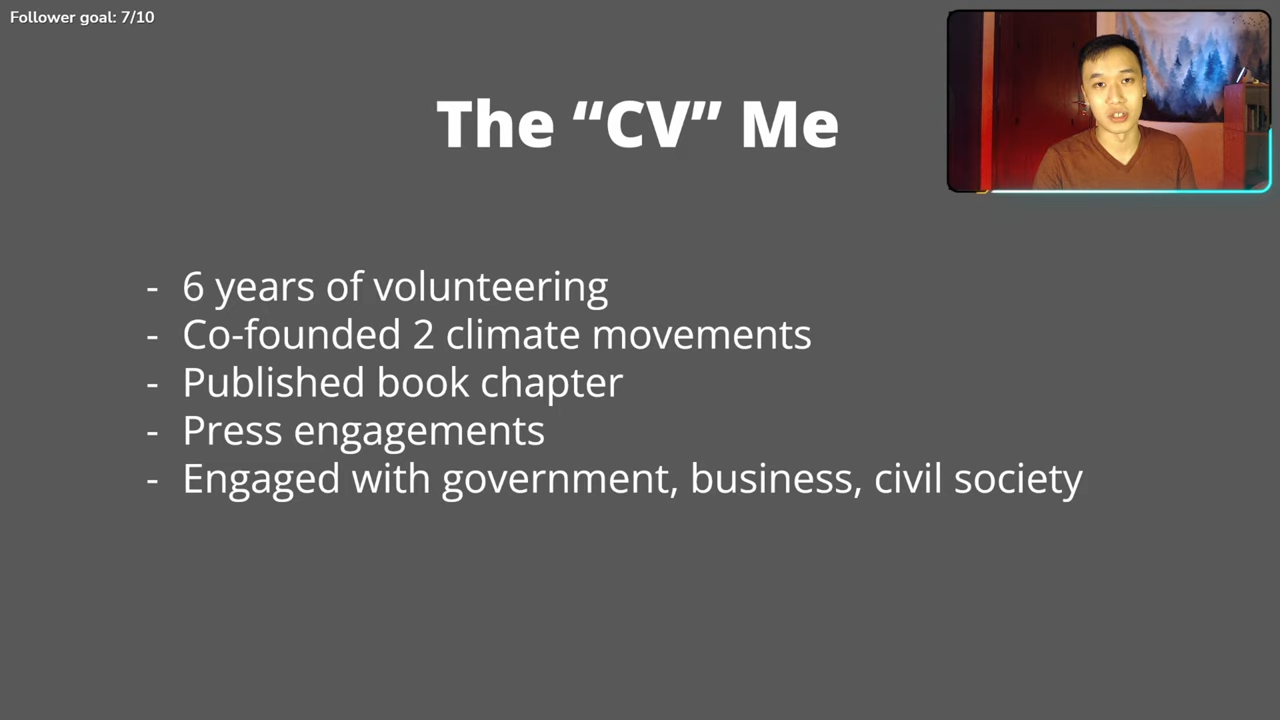 Follower goal: 7/10
The “CV” Me
- 6 years of volunteering
- Co-founded 2 climate movements
- Published book chapter
- Press engagements
- Engaged with government, business, civil society